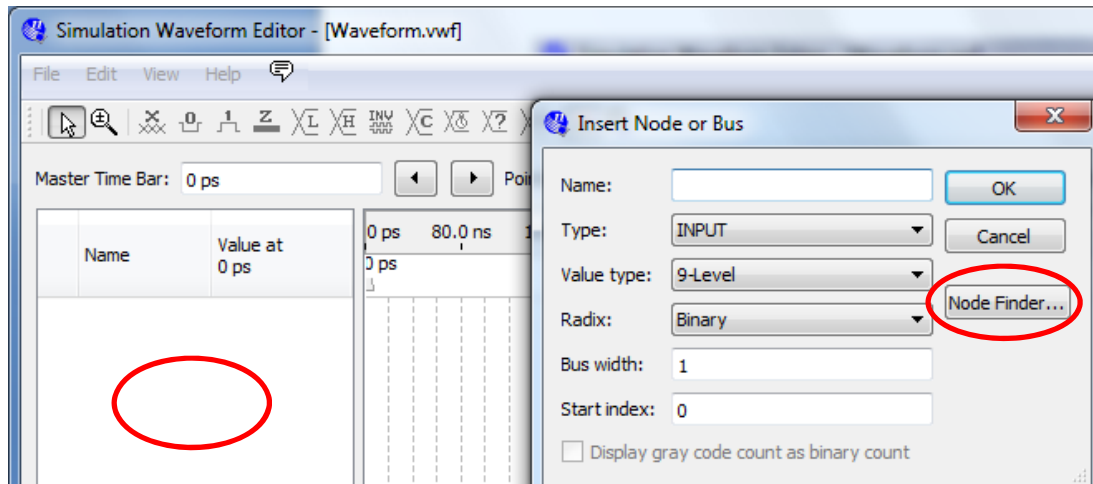 Simulation Waveform Editor - [Waveform.vwf]
File Edit View Help
Master Time Bar: 0 ps
Name
Value at
0 ps
0 ps 80.0 ns
0 ps
Insert Node or Bus
Name:
OK
Type: INPUT
Cancel
Value type: 9-Level
Node Finder...
Radix: Binary
Bus width: 1
Start index: 0
Display gray code count as binary count